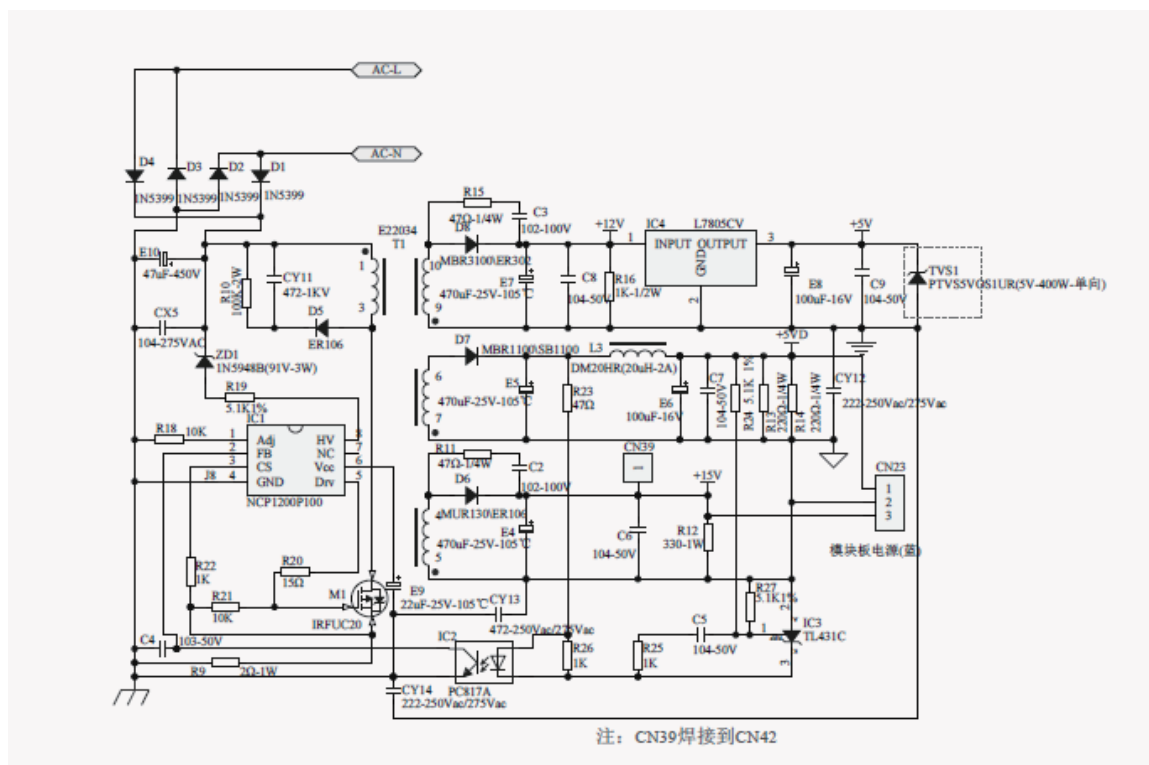 AC-L
AC-N
D4
D3
D2
D1
1N5399
1N5399
1N5399
1N5399
E10
47uF-450V
CX5
104-275VAC
R10
100K-2W
CY11
472-1KV
D5
ER106
ZD1
1N5948B(91V-3W)
R19
5.1K1%
E22034
T1
1
3
10
9
6
7
4
5
R15
47Ω-1/4W
C3
102-100V
D8
MBR3100\ER302
E7
470uF-25V-105℃
C8
104-50V
+12V
R16
1K-1/2W
IC4
L7805CV
1
INPUT OUTPUT
GND
3
2
E8
100uF-16V
+5V
C9
104-50V
TVS1
PTVS5VOS1UR(5V-400W-单向)
D7
MBR1100\SB1100
E5
470uF-25V-105℃
R23
47Ω
L3
DM20HR(20uH-2A)
E6
100uF-16V
C7
104-50V
R24 5.1K 1%
R13
220Ω-1/4W
R14
220Ω-1/4W
+5VD
CY12
222-250Vac/275Vac
R11
47Ω-1/4W
C2
102-100V
D6
MUR130\ER106
E4
470uF-25V-105℃
CN39
C6
104-50V
+15V
R12
330-1W
CN23
1
2
3
模块板电源(蓝)
R18
10K
IC1
1
2
3
4
Adj
FB
CS
GND
HV
NC
Vcc
Drv
8
7
6
5
J8
NCP1200P100
R22
1K
R20
15Ω
R21
10K
M1
IRFUC20
E9
22uF-25V-105℃
CY13
472-250Vac/275Vac
C4
103-50V
R9
2Ω-1W
IC2
PC817A
CY14
222-250Vac/275Vac
R26
1K
R25
1K
C5
104-50V
R27
5.1K1%
1
2
3
IC3
TL431C
注：CN39焊接到CN42